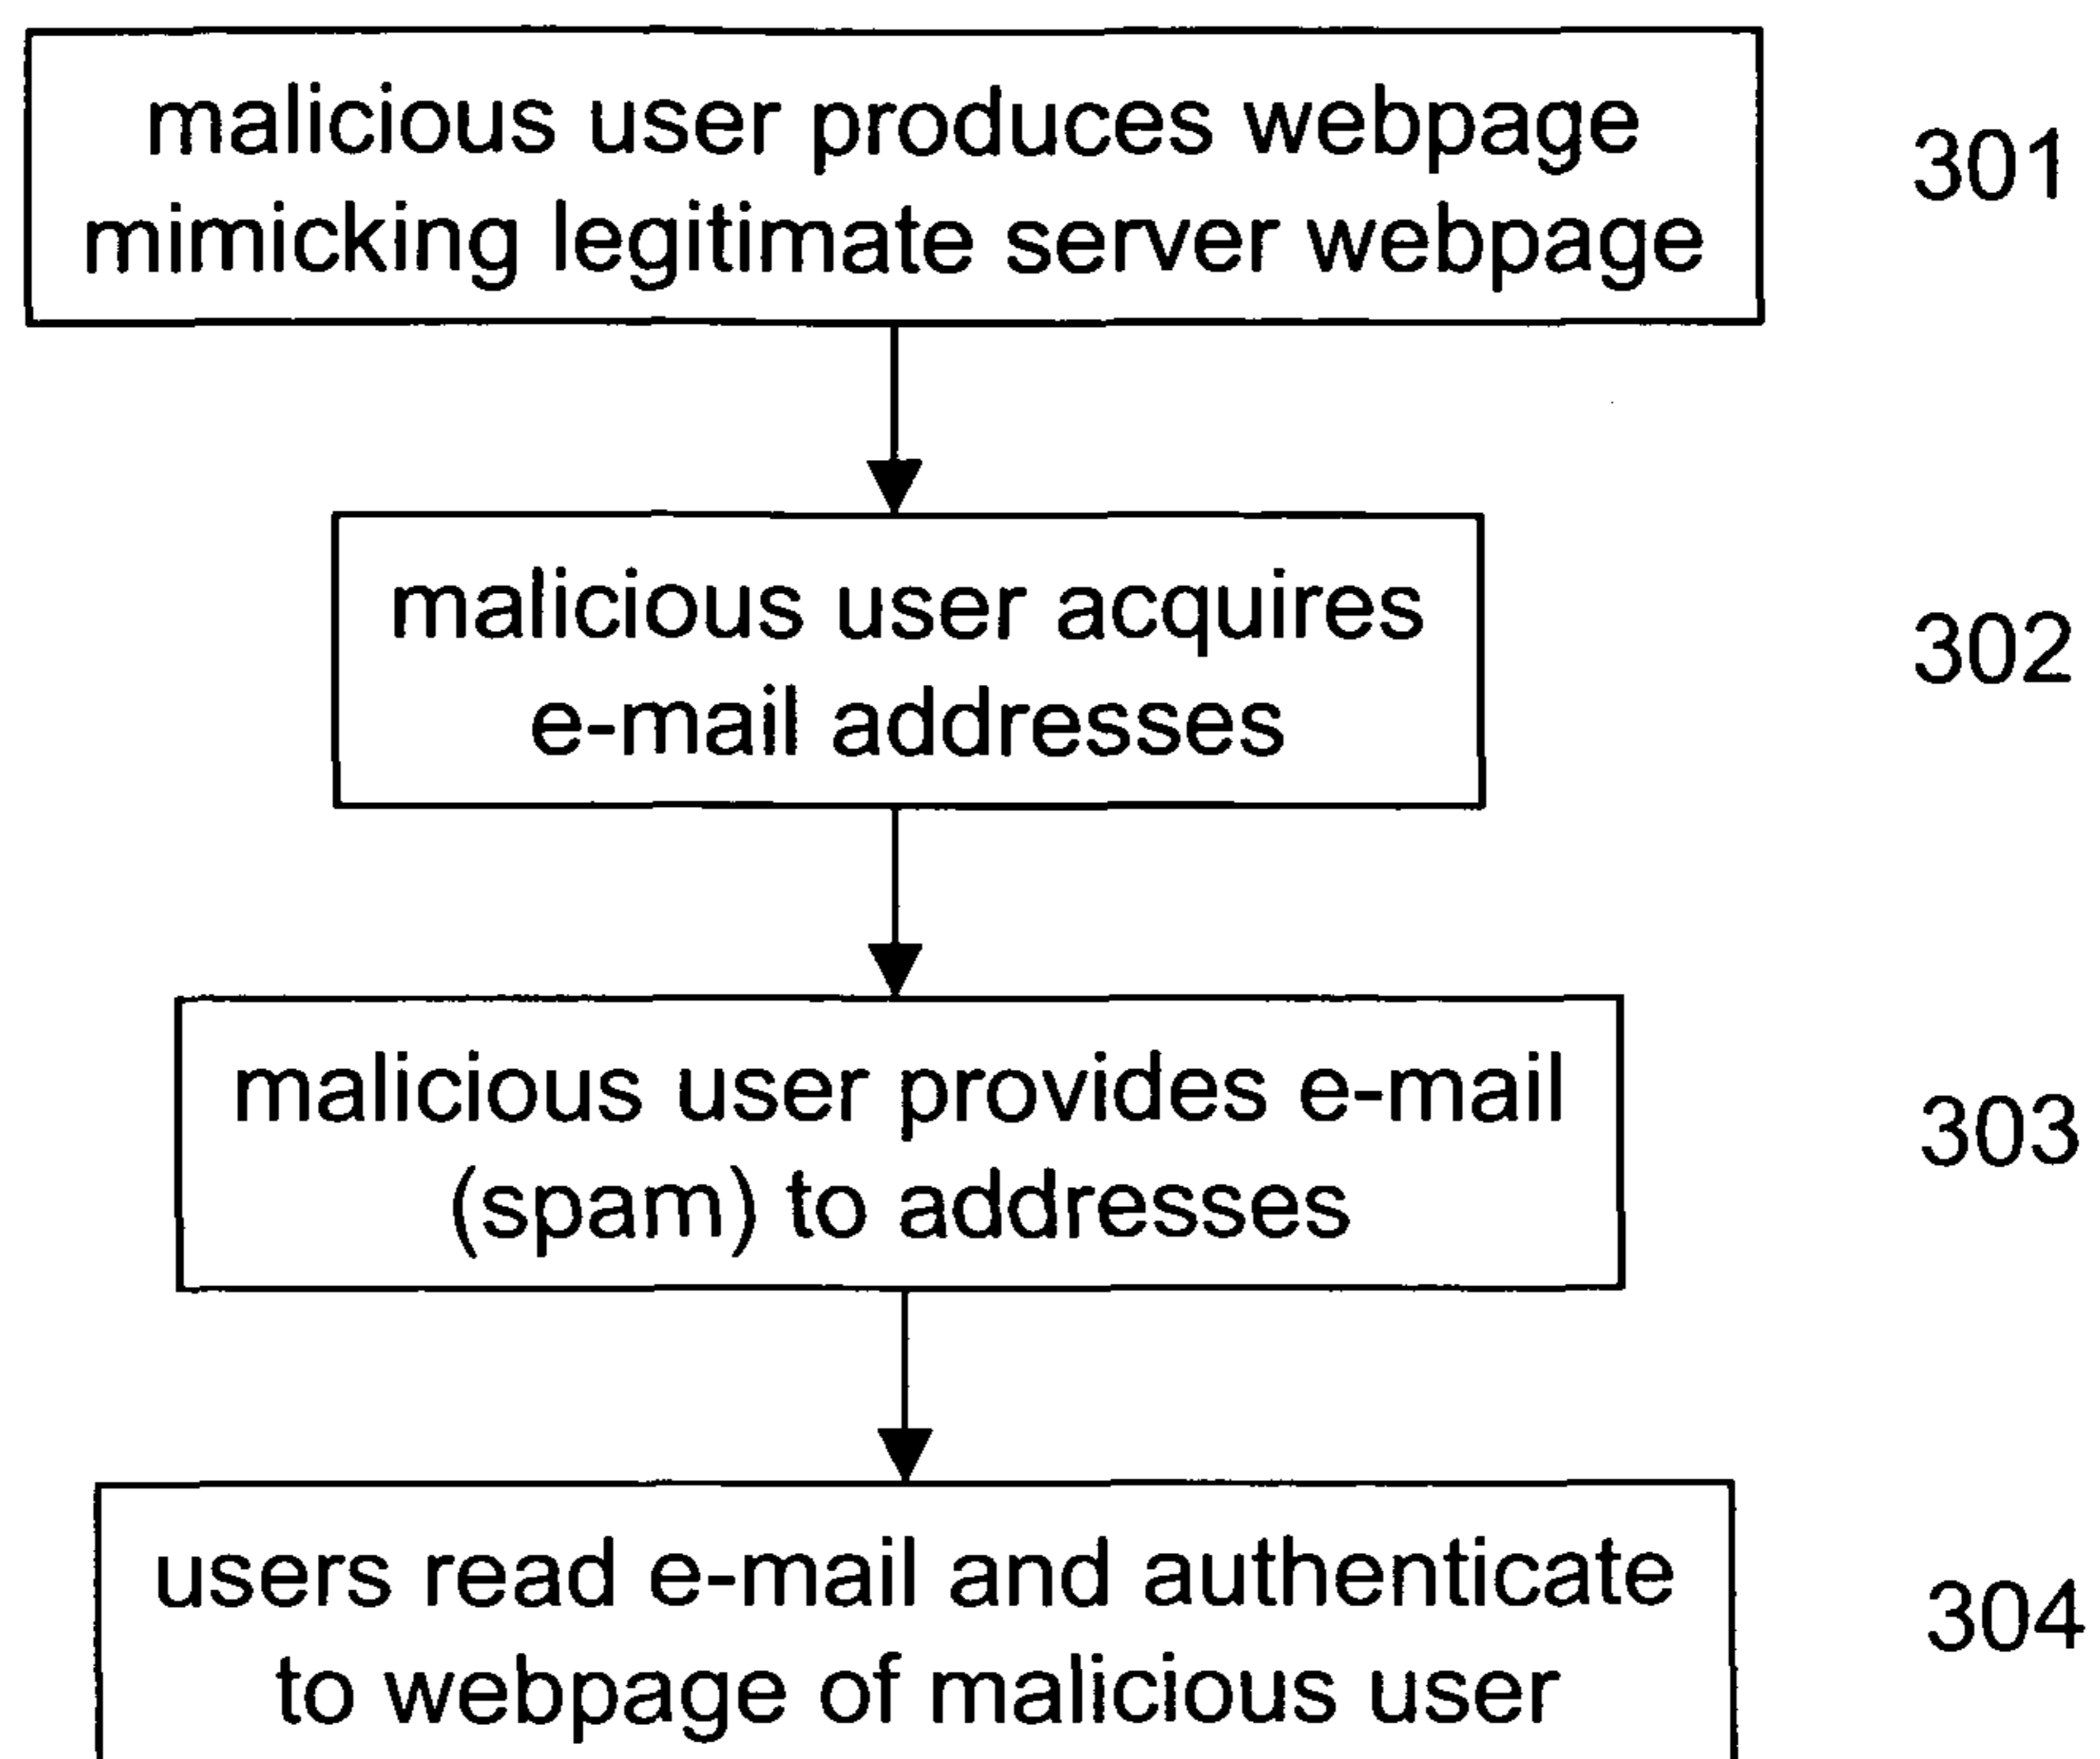 malicious user produces webpage
mimicking legitimate server webpage
301
malicious user acquires
e-mail addresses
302
malicious user provides e-mail
(spam) to addresses
303
users read e-mail and authenticate
to webpage of malicious user
304